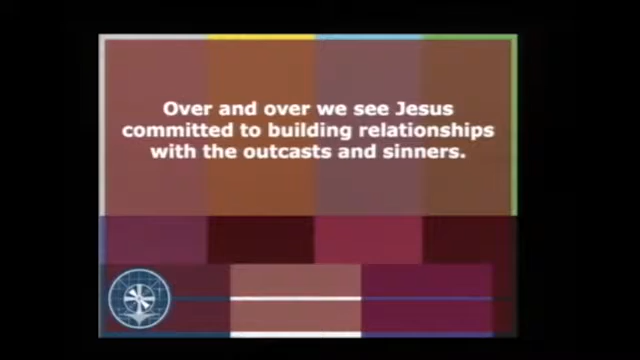 Over and over we see Jesus
committed to building relationships
with the outcasts and sinners.